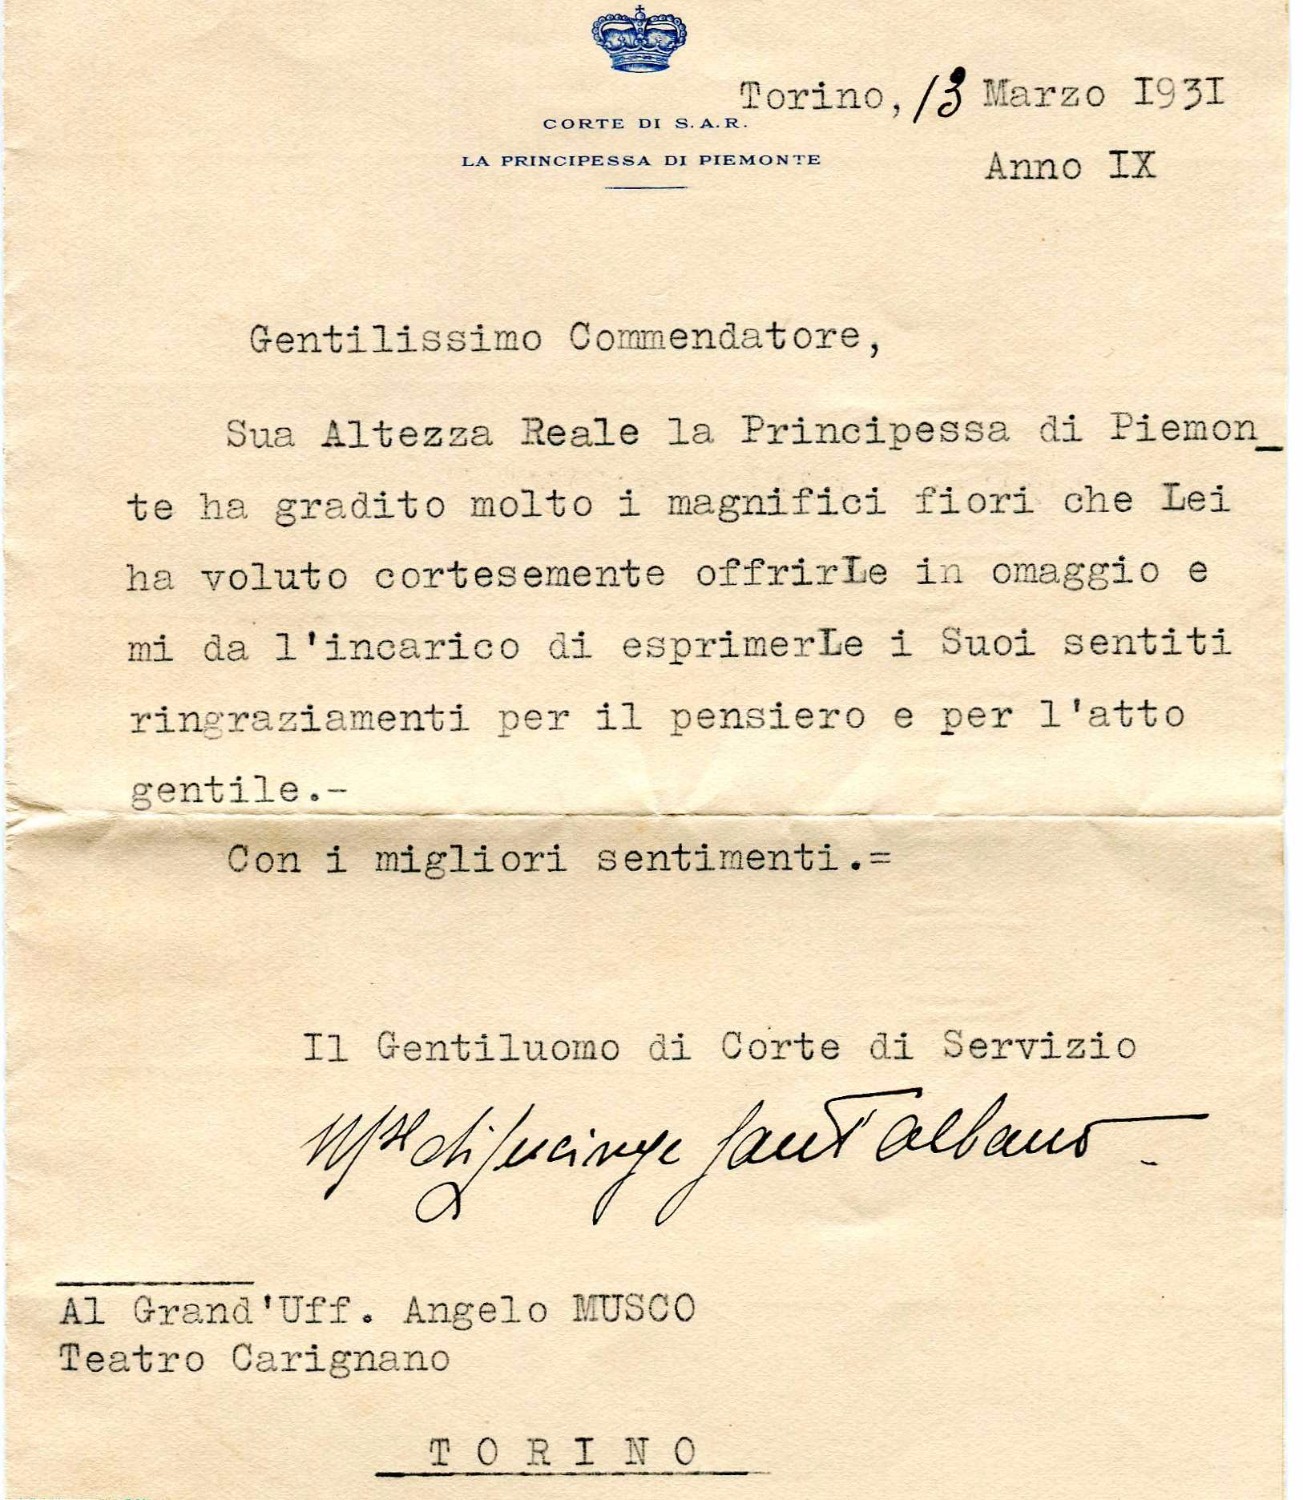 Torino, 13 Marzo 1931
CORTE DI S.A.R.
LA PRINCIPESSA DI PIEMONTE
Anno IX
Gentilissimo Commendatore,
Sua Altezza Reale la Principessa di Piemon_
te ha gradito molto i magnifici fiori che Lei
ha voluto cortesemente offrirLe in omaggio e
mi da l'incarico di esprimerLe i Suoi sentiti
ringraziamenti per il pensiero e per l'atto
gentile.-
Con i migliori sentimenti.=
Il Gentiluomo di Corte di Servizio
di Lucinge Sant Albano
Al Grand'Uff. Angelo MUSCO
Teatro Carignano
TORINO